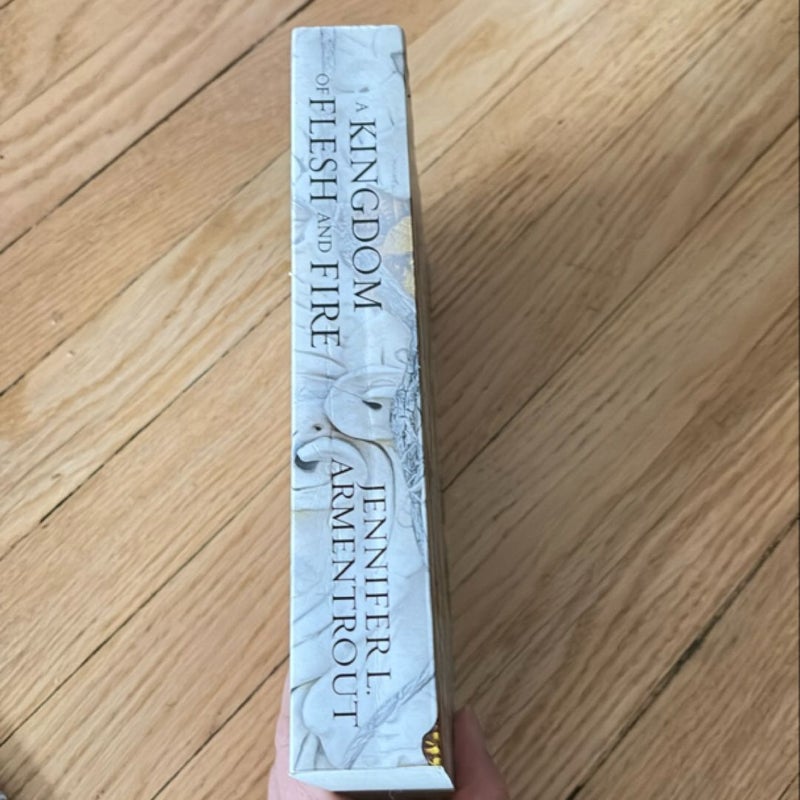 A KINGDOM
OF FLESH AND FIRE
JENNIFER L.
ARMENTROUT